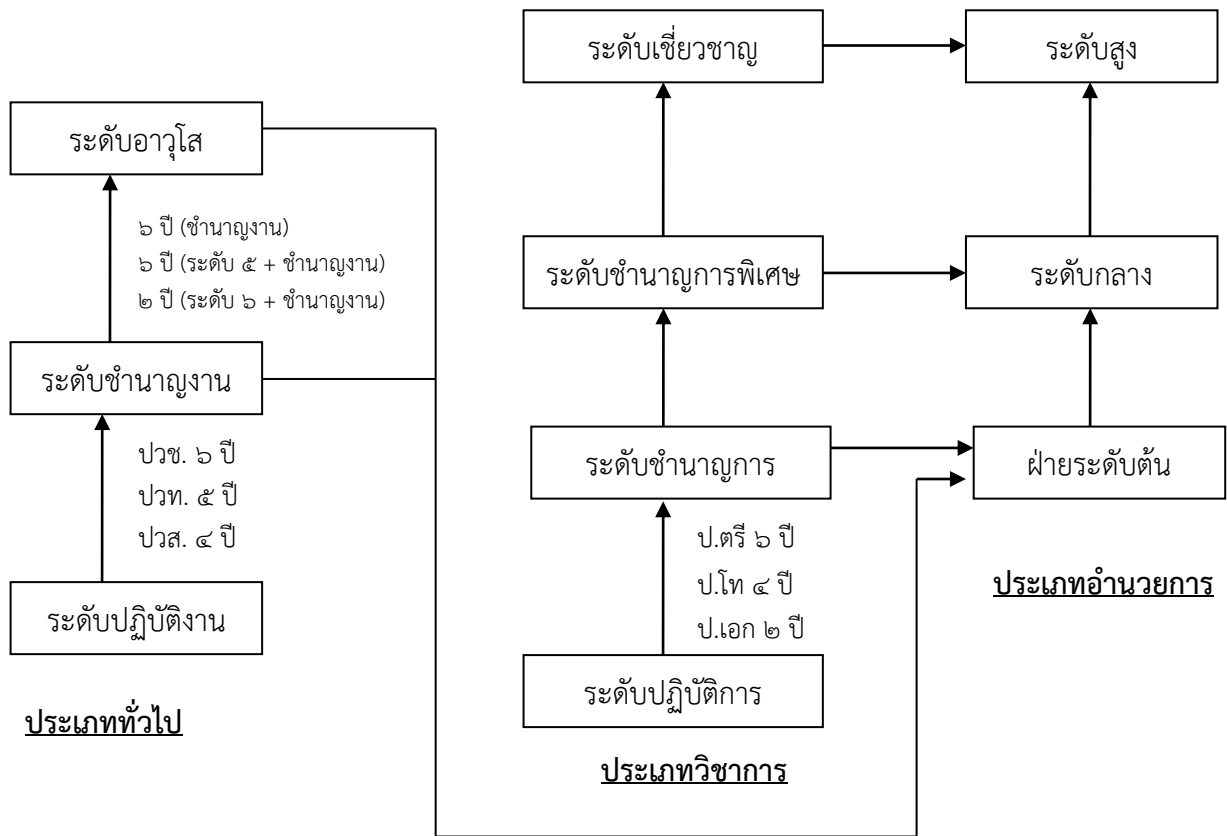 ระดับอาวุโส
๖ ปี (ชำนาญงาน)
๖ ปี (ระดับ ๕ + ชำนาญงาน)
๒ ปี (ระดับ ๖ + ชำนาญงาน)
ระดับชำนาญงาน
ปวช. ๖ ปี
ปวท. ๕ ปี
ปวส. ๔ ปี
ระดับปฏิบัติงาน
ประเภททั่วไป
ระดับเชี่ยวชาญ
ระดับชำนาญการพิเศษ
ระดับชำนาญการ
ป.ตรี ๖ ปี
ป.โท ๔ ปี
ป.เอก ๒ ปี
ระดับปฏิบัติการ
ประเภทวิชาการ
ระดับสูง
ระดับกลาง
ฝ่ายระดับต้น
ประเภทอำนวยการ